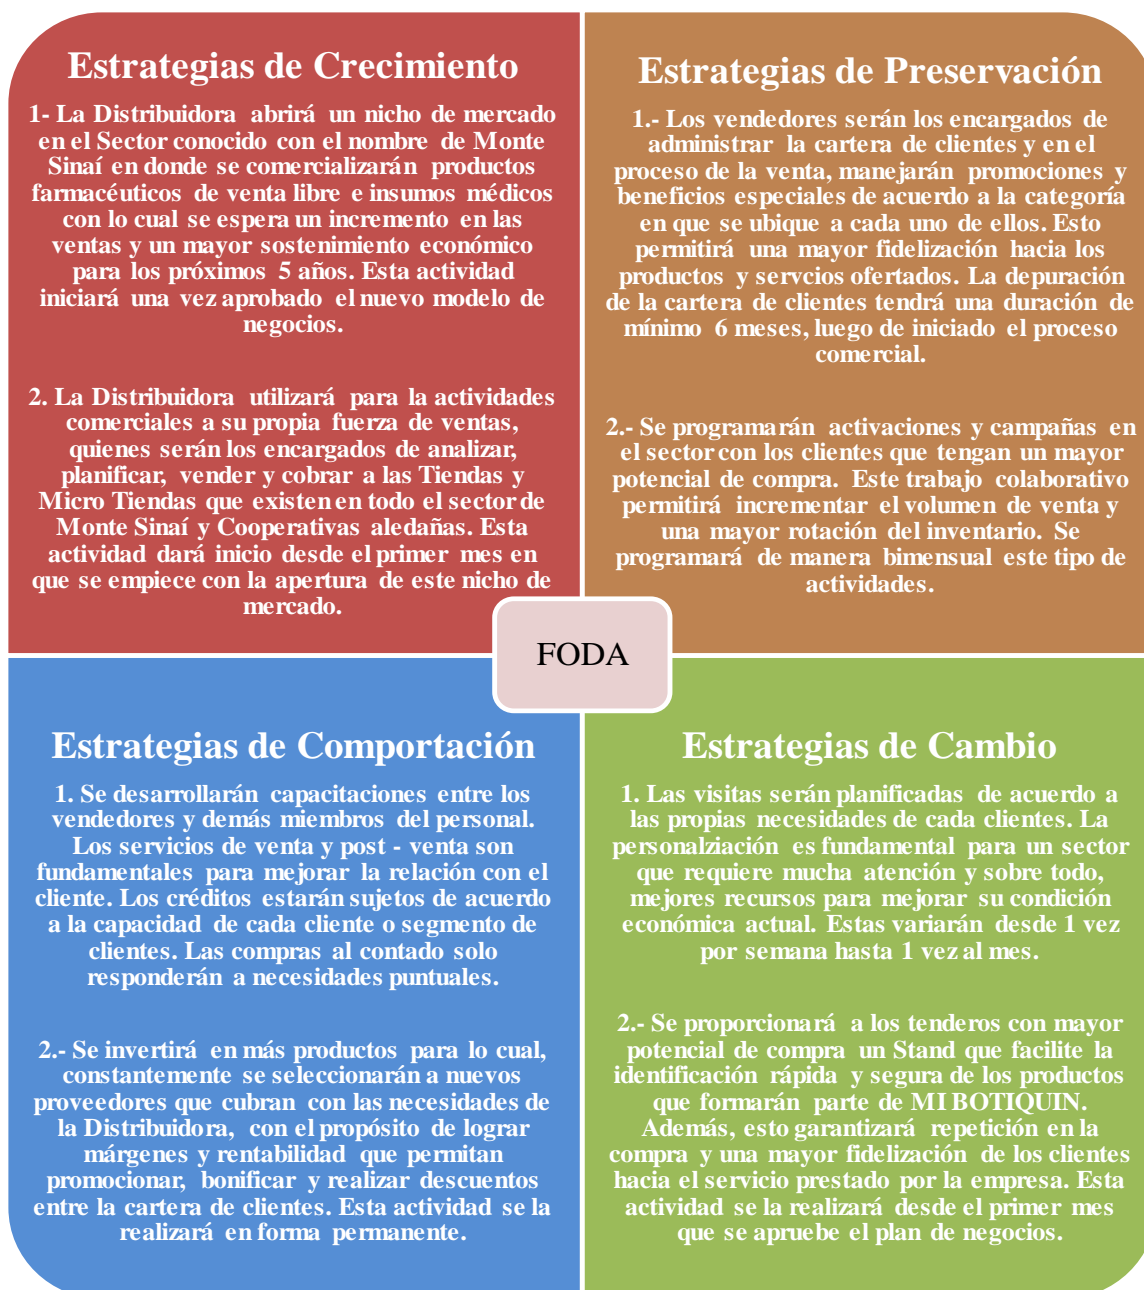 Estrategias de Crecimiento
1- La Distribuidora abrirá un nicho de mercado
en el Sector conocido con el nombre de Monte
Sinaí en donde se comercializarán productos
farmacéuticos de venta libre e insumos médicos
con lo cual se espera un incremento en las
ventas y un mayor sostenimiento económico
para los próximos 5 años. Esta actividad
iniciará una vez aprobado el nuevo modelo de
negocios.
2. La Distribuidora utilizará para la actividades
comerciales a su propia fuerza de ventas,
quienes serán los encargados de analizar,
planificar, vender y cobrar a las Tiendas y
Micro Tiendas que existen en todo el sector de
Monte Sinaí y Cooperativas aledañas. Esta
actividad dará inicio desde el primer mes en
que se empiece con la apertura de este nicho de
mercado.
Estrategias de Preservación
1.- Los vendedores serán los encargados de
administrar la cartera de clientes y en el
proceso de la venta, manejarán promociones y
beneficios especiales de acuerdo a la categoría
en que se ubique a cada uno de ellos. Esto
permitirá una mayor fidelización hacia los
productos y servcios ofertados. La depuración
de la cartera de clientes tendrá una duración de
mínimo 6 meses, luego de iniciado el proceso
comercial.
2.- Se programarán activaciones y campañas en
el sector con los clientes que tengan un mayor
potencial de compra. Este trabajo colaborativo
permitirá incrementar el volumen de venta y
una mayor rotación del inventario. Se
programará de manera bimensual este tipo de
actividades.
FODA
Estrategias de Comportación
1. Se desarrollarán capacitaciones entre los
vendedores y demás miembros del personal.
Los servicios de venta y post - venta son
fundamentales para mejorar la relación con el
cliente. Los créditos estarán sujetos de acuerdo
a la capacidad de cada cliente o segmento de
clientes. Las compras al contado solo
responderán a necesidades puntuales.
2.- Se invertirá en más productos para lo cual,
constantemente se seleccionarán a nuevos
proveedores que cubran con las necesidades de
la Distribuidora, con el propósito de lograr
márgenes y rentabilidad que permitan
promocionar, bonificar y realizar descuentos
entre la cartera de clientes. Esta actividad se la
realizará en forma permanente.
Estrategias de Cambio
1. Las visitas serán planificadas de acuerdo a
las propias necesidades de cada clientes. La
personalziación es fundamental para un sector
que requiere mucha atención y sobre todo,
mejores recursos para mejorar su condición
económica actual. Estas variarán desde 1 vez
por semana hasta 1 vez al mes.
2.- Se proporcionará a los tenderos con mayor
potencial de compra un Stand que facilite la
identificación rápida y segura de los productos
que formarán parte de MI BOTIQUIN.
Además, esto garantizará repetición en la
compra y una mayor fidelización de los clientes
hacia el servicio prestado por la empresa. Esta
actividad se la realizará desde el primer mes
que se apruebe el plan de negocios.